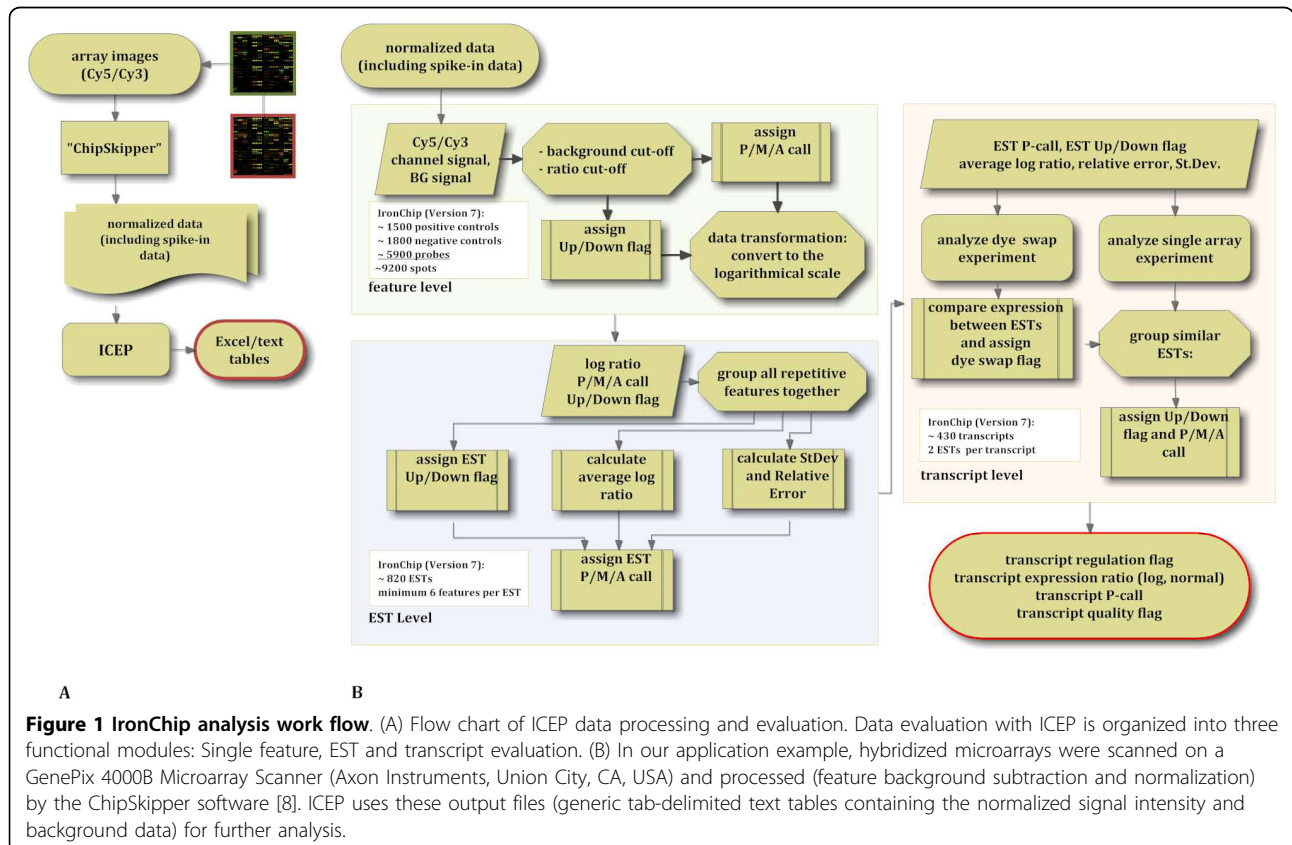 array images
(Cy5/Cy3)
"ChipSkipper"
normalized data
(including spike-in
data)
ICEP
Excel/text
tables
A
normalized data
(including spike-in data)
Cy5/Cy3
channel signal,
BG signal
- background cut-off
- ratio cut-off
assign
P/M/A call
IronChip (Version 7):
~ 1500 positive controls
~ 1800 negative controls
~ 5900 probes
~9200 spots
feature level
assign
Up/Down flag
data transformation:
convert to the
logarithmical scale
log ratio
P/M/A call
Up/Down flag
group all repetitive
features together
assign EST
Up/Down flag
calculate
average log
ratio
calculate StDev
and Relative
Error
IronChip (Version 7):
~ 820 ESTs
minimum 6 features per EST
assign EST
P/M/A call
EST Level
EST P-call, EST Up/Down flag
average log ratio, relative error, St.Dev.
analyze dye swap
experiment
analyze single array
experiment
compare expression
between ESTs
and assign
dye swap flag
group similar
ESTs:
IronChip (Version 7):
~ 430 transcripts
2 ESTs per transcript
assign Up/Down
flag and P/M/A
call
transcript level
transcript regulation flag
transcript expression ratio (log, normal)
transcript P-call
transcript quality flag
B
Figure 1 IronChip analysis work flow. (A) Flow chart of ICEP data processing and evaluation. Data evaluation with ICEP is organized into three
functional modules: Single feature, EST and transcript evaluation. (B) In our application example, hybridized microarrays were scanned on a
GenePix 4000B Microarray Scanner (Axon Instruments, Union City, CA, USA) and processed (feature background subtraction and normalization)
by the ChipSkipper software [8]. ICEP uses these output files (generic tab-delimited text tables containing the normalized signal intensity and
background data) for further analysis.